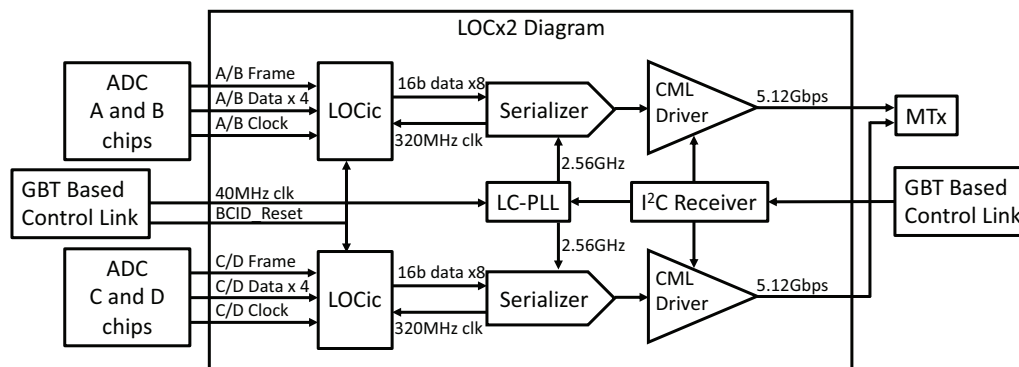 LOCx2 Diagram
ADC
A and B
chips
A/B Frame
A/B Data x 4
A/B Clock
LOCic
16b data x8
320MHz clk
Serializer
CML
Driver
5.12Gbps
MTx
2.56GHz
GBT Based
Control Link
40MHz clk
BCID_Reset
LC-PLL
I²C Receiver
GBT Based
Control Link
2.56GHz
ADC
C and D
chips
C/D Frame
C/D Data x 4
C/D Clock
LOCic
16b data x8
320MHz clk
Serializer
CML
Driver
5.12Gbps